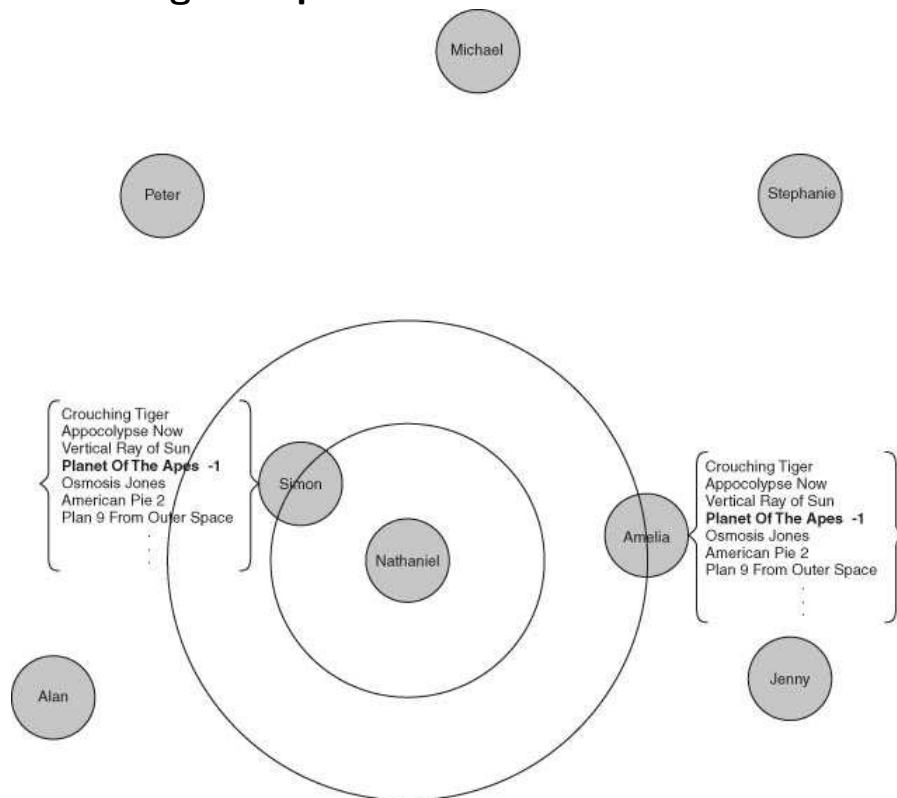 Michael
Peter
Stephanie
Crouching Tiger
Appocolypse Now
Vertical Ray of Sun
Planet Of The Apes -1
Osmosis Jones
American Pie 2
Plan 9 From Outer Space
Simon
Crouching Tiger
Appocolypse Now
Vertical Ray of Sun
Planet Of The Apes -1
Osmosis Jones
American Pie 2
Plan 9 From Outer Space
Amelia
Nathaniel
Alan
Jenny